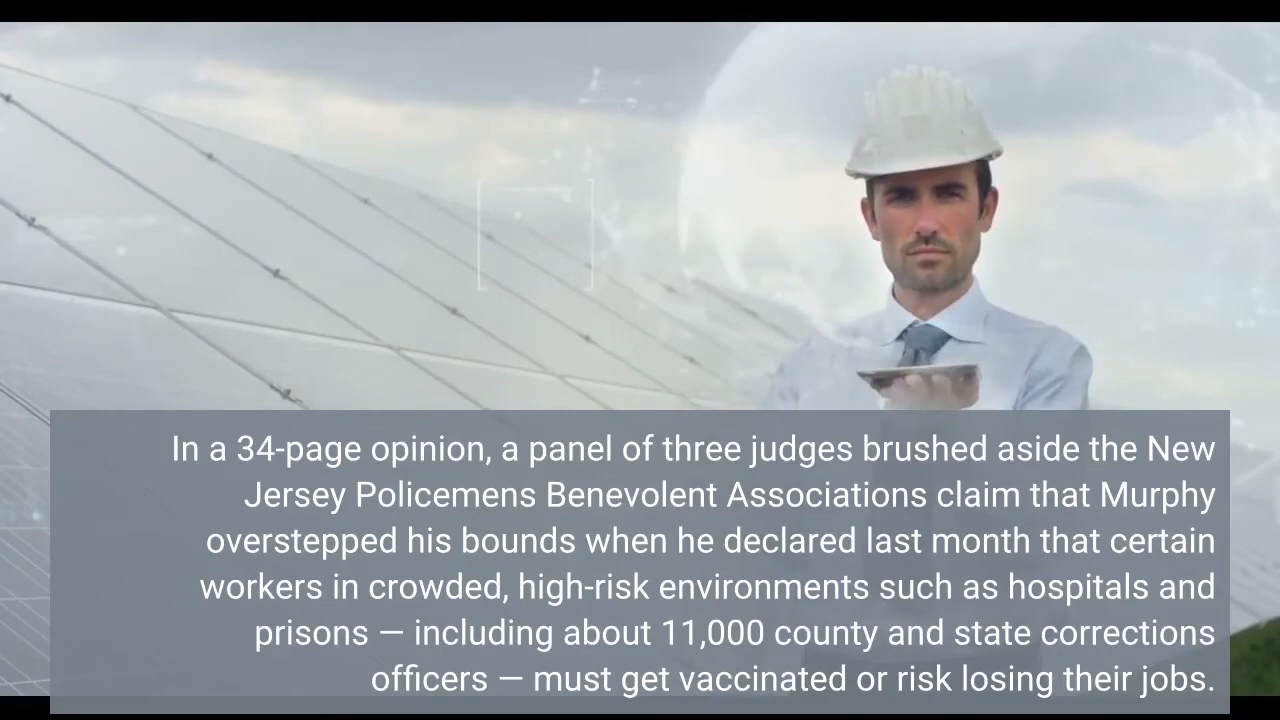 In a 34-page opinion, a panel of three judges brushed aside the New
Jersey Policemens Benevolent Associations claim that Murphy
overstepped his bounds when he declared last month that certain
workers in crowded, high-risk environments such as hospitals and
prisons — including about 11,000 county and state corrections
officers — must get vaccinated or risk losing their jobs.